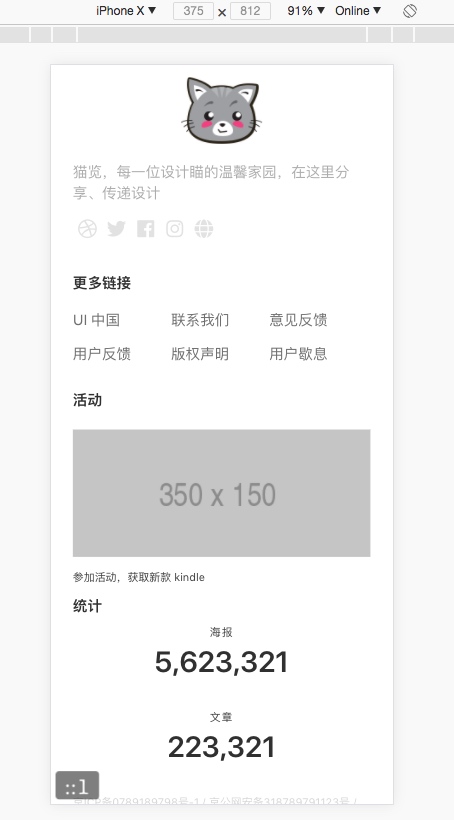 iPhone X ▼ 375 × 812 91% ▼ Online ▼
猫览，每一位设计瞄的温馨家园，在这里分
享、传递设计
更多链接
UI 中国 联系我们 意见反馈
用户反馈 版权声明 用户歇息
活动
350 x 150
参加活动，获取新款 kindle
统计
海报
5,623,321
文章
223,321
::1